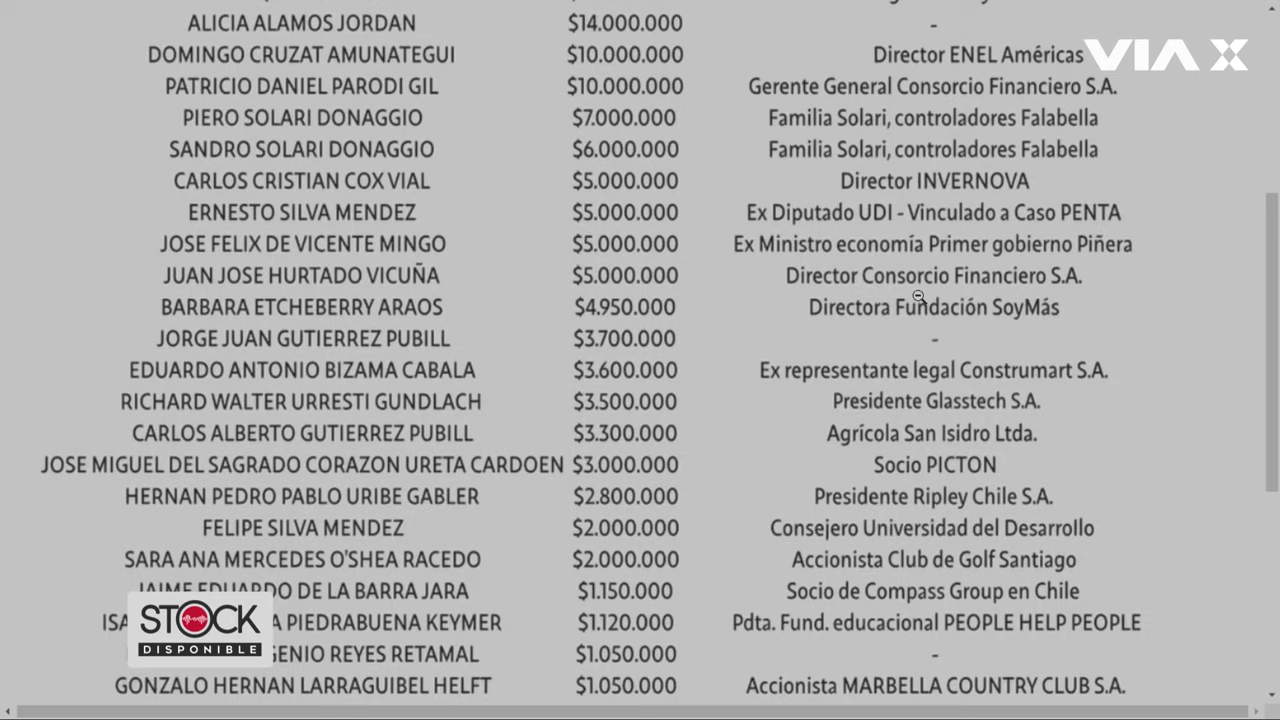 ALICIA ALAMOS JORDAN $14.000.000 -
DOMINGO CRUZAT AMUNATEGUI $10.000.000 Director ENEL Américas
VIA X
PATRICIO DANIEL PARODI GIL $10.000.000 Gerente General Consorcio Financiero S.A.
PIERO SOLARI DONAGGIO $7.000.000 Familia Solari, controladores Falabella
SANDRO SOLARI DONAGGIO $6.000.000 Familia Solari, controladores Falabella
CARLOS CRISTIAN COX VIAL $5.000.000 Director INVERNOVA
ERNESTO SILVA MENDEZ $5.000.000 Ex Diputado UDI - Vinculado a Caso PENTA
JOSE FELIX DE VICENTE MINGO $5.000.000 Ex Ministro economía Primer gobierno Piñera
JUAN JOSE HURTADO VICUÑA $5.000.000 Director Consorcio Financiero S.A.
BARBARA ETCHEBERRY ARAOS $4.950.000 Directora Fundación SoyMás
JORGE JUAN GUTIERREZ PUBILL $3.700.000 -
EDUARDO ANTONIO BIZAMA CABALA $3.600.000 Ex representante legal Construmart S.A.
RICHARD WALTER URRESTI GUNDLACH $3.500.000 Presidente Glasstech S.A.
CARLOS ALBERTO GUTIERREZ PUBILL $3.300.000 Agrícola San Isidro Ltda.
JOSE MIGUEL DEL SAGRADO CORAZON URETA CARDOEN $3.000.000 Socio PICTON
HERNAN PEDRO PABLO URIBE GABLER $2.800.000 Presidente Ripley Chile S.A.
FELIPE SILVA MENDEZ $2.000.000 Consejero Universidad del Desarrollo
SARA ANA MERCEDES O'SHEA RACEDO $2.000.000 Accionista Club de Golf Santiago
JAIME EDUARDO DE LA BARRA JARA $1.150.000 Socio de Compass Group en Chile
PIEDRABUENA KEYMER $1.120.000 Pdta. Fund. educacional PEOPLE HELP PEOPLE
REYES RETAMAL $1.050.000 -
GONZALO HERNAN LARRAGUIBEL HELFT $1.050.000 Accionista MARBELLA COUNTRY CLUB S.A.
STOCK
DISPONIBLE